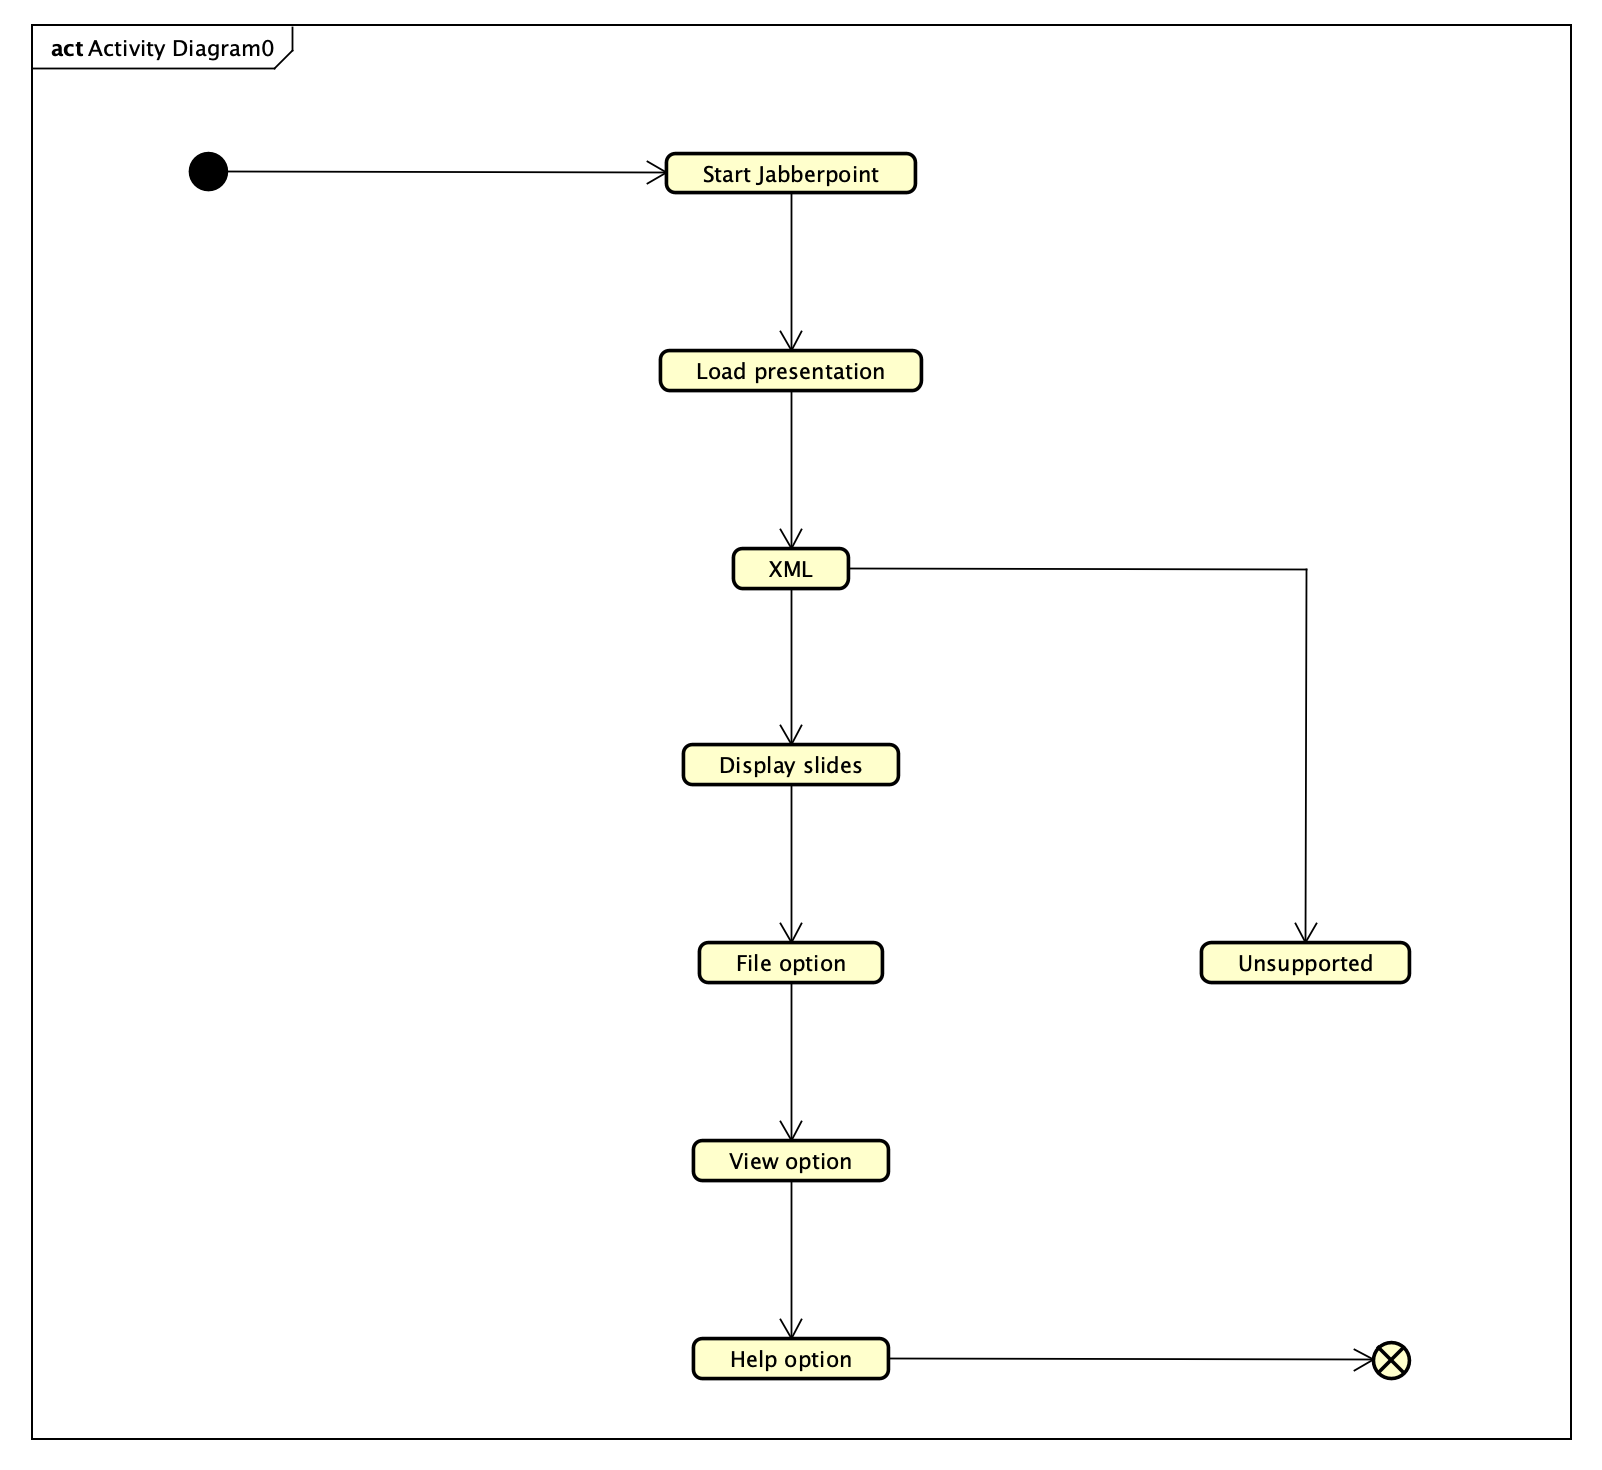 act Activity Diagram0
Start Jabberpoint
Load presentation
XML
Display slides
File option
Unsupported
View option
Help option